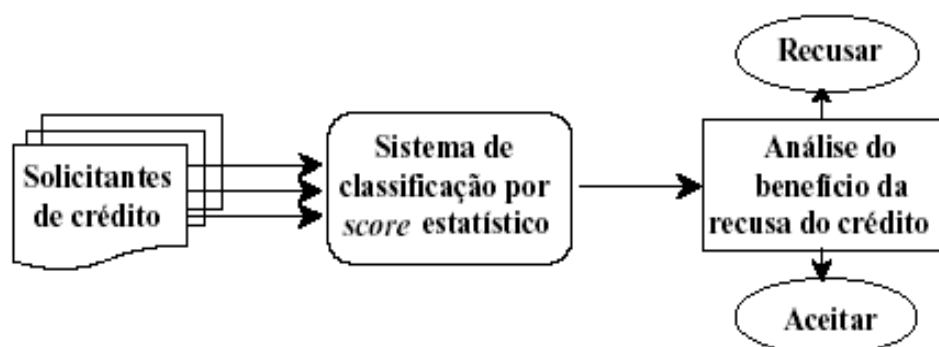 Solicitantes
de crédito
Sistema de
classificação por
score estatístico
Recusar
Análise do
benefício da
recusa do crédito
Aceitar